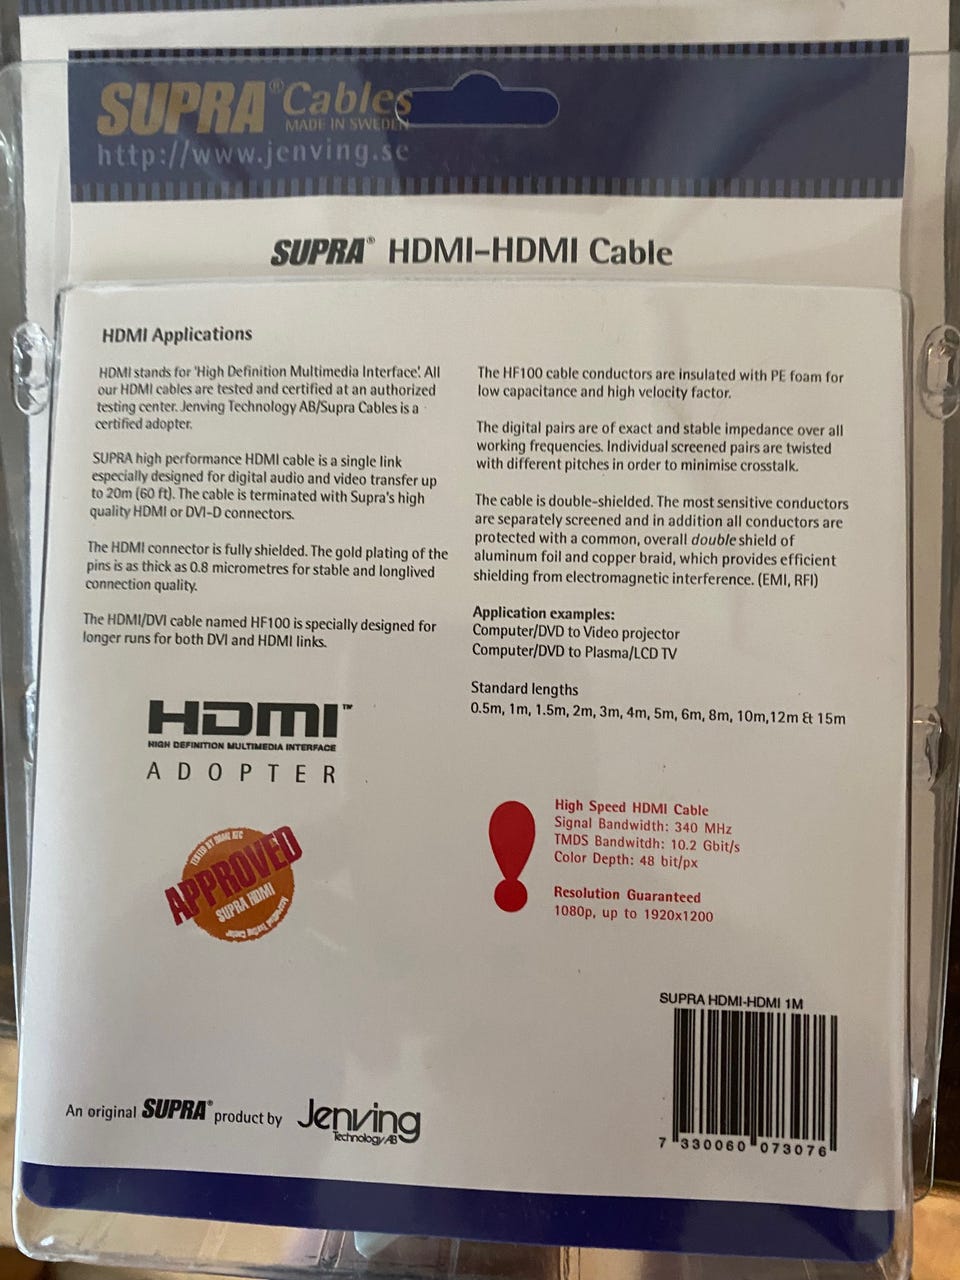 SUPRA® Cables
MADE IN SWEDEN
http://www.jenving.se
SUPRA® HDMI-HDMI Cable
HDMI Applications
HDMI stands for 'High Definition Multimedia Interface'. All
our HDMI cables are tested and certified at an authorized
testing center. Jenving Technology AB/Supra Cables is a
certified adopter.
SUPRA high performance HDMI cable is a single link
especially designed for digital audio and video transfer up
to 20m (60 ft). The cable is terminated with Supra's high
quality HDMI or DVI-D connectors.
The HDMI connector is fully shielded. The gold plating of the
pins is as thick as 0.8 micrometres for stable and longlived
connection quality.
The HDMI/DVI cable named HF100 is specially designed for
longer runs for both DVI and HDMI links.
HDMI™
HIGH DEFINITION MULTIMEDIA INTERFACE
ADOPTER
TESTED BY SIMPLAY ATC
APPROVED
SUPRA HDMI
Authorized Testing Center
The HF100 cable conductors are insulated with PE foam for
low capacitance and high velocity factor.
The digital pairs are of exact and stable impedance over all
working frequencies. Individual screened pairs are twisted
with different pitches in order to minimise crosstalk.
The cable is double-shielded. The most sensitive conductors
are separately screened and in addition all conductors are
protected with a common, overall double shield of
aluminum foil and copper braid, which provides efficient
shielding from electromagnetic interference. (EMI, RFI)
Application examples:
Computer/DVD to Video projector
Computer/DVD to Plasma/LCD TV
Standard lengths
0.5m, 1m, 1.5m, 2m, 3m, 4m, 5m, 6m, 8m, 10m,12m & 15m
High Speed HDMI Cable
Signal Bandwidth: 340 MHz
TMDS Bandwitdh: 10.2 Gbit/s
Color Depth: 48 bit/px
Resolution Guaranteed
1080p, up to 1920x1200
SUPRA HDMI-HDMI 1M
7 330060 073076
An original SUPRA® product by Jenving
Technology AB